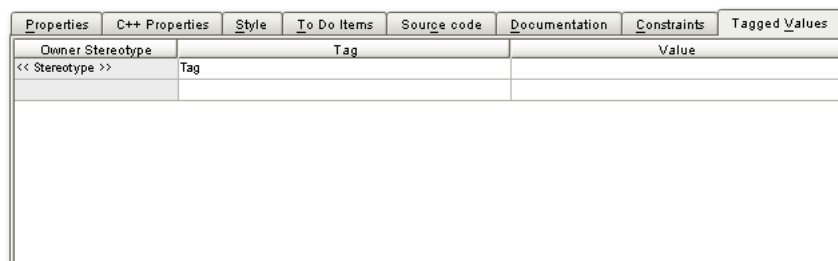 Properties C++ Properties Style To Do Items Source code Documentation Constraints Tagged Values
Owner Stereotype Tag Value
<< Stereotype >> Tag